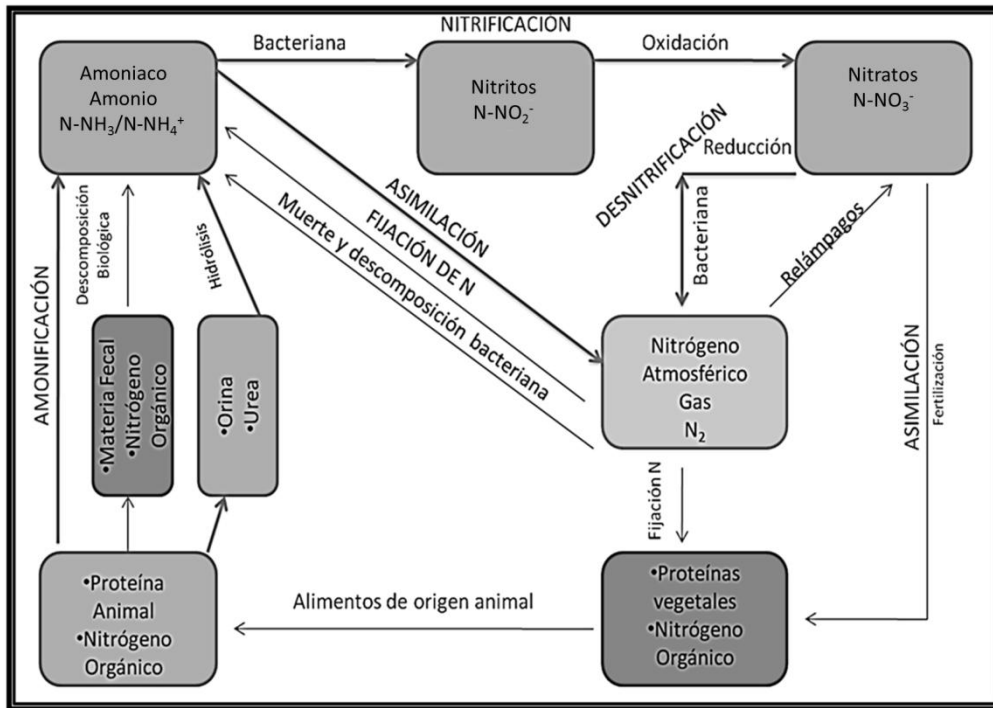 NITRIFICACIÓN
Bacteriana
Oxidación
Amoniaco
Amonio
N-NH₃/N-NH₄⁺
Nitritos
N-NO₂⁻
Nitratos
N-NO₃⁻
DESNITRIFICACIÓN
Reducción
Bacteriana
Relámpagos
ASIMILACIÓN
FIJACIÓN DE N
Muerte y descomposición bacteriana
AMONIFICACIÓN
Descomposición
Biológica
Hidrólisis
•Materia Fecal
•Nitrógeno
Orgánico
•Orina
•Urea
Nitrógeno
Atmosférico
Gas
N₂
ASIMILACIÓN
Fertilización
Fijación N
•Proteína
Animal
•Nitrógeno
Orgánico
Alimentos de origen animal
•Proteínas
vegetales
•Nitrógeno
Orgánico